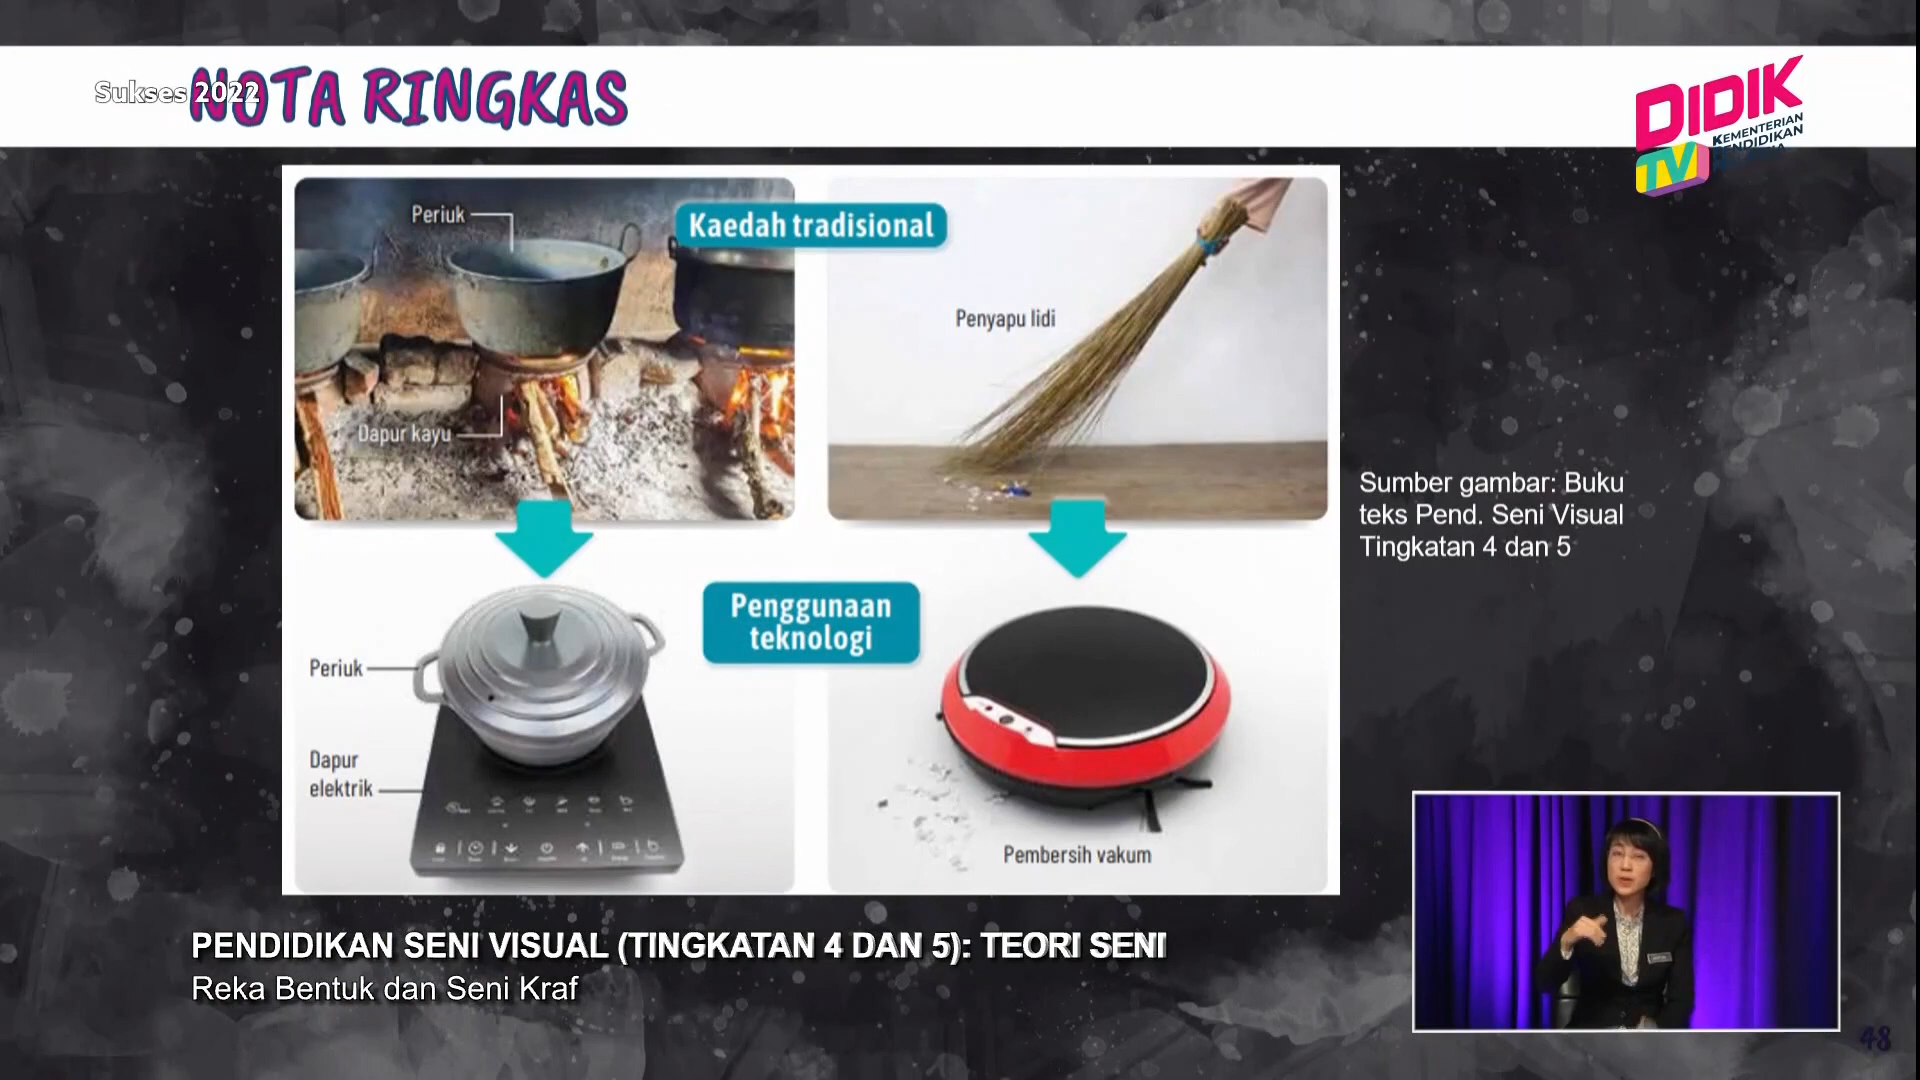 Sukses 2022
NOTA RINGKAS
DIDIK
TV
KEMENTERIAN
PENDIDIKAN
Kaedah tradisional
Periuk
Dapur kayu
Penyapu lidi
Penggunaan
teknologi
Periuk
Dapur
elektrik
Pembersih vakum
Sumber gambar: Buku
teks Pend. Seni Visual
Tingkatan 4 dan 5
PENDIDIKAN SENI VISUAL (TINGKATAN 4 DAN 5): TEORI SENI
Reka Bentuk dan Seni Kraf
48